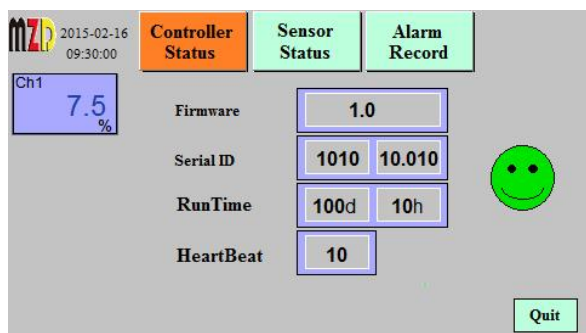 MZD
2015-02-16
09:30:00
Controller
Status
Sensor
Status
Alarm
Record
Ch1
7.5
%
Firmware
1.0
Serial ID
1010
10.010
RunTime
100d
10h
HeartBeat
10
Quit